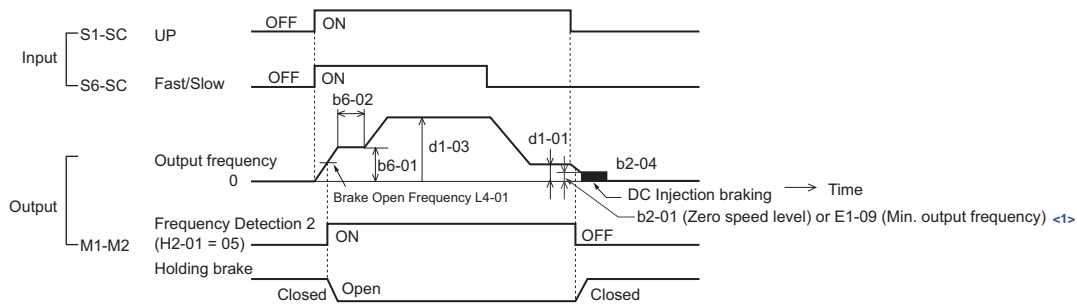 OFF ON
S1-SC UP
Input
S6-SC Fast/Slow OFF ON
b6-02
d1-01
d1-03
b6-01
b2-04
Output frequency
0
Brake Open Frequency L4-01
DC Injection braking
Time
b2-01 (Zero speed level) or E1-09 (Min. output frequency) <1>
Output
Frequency Detection 2
M1-M2 (H2-01 = 05)
ON
OFF
Holding brake
Closed Open
Closed